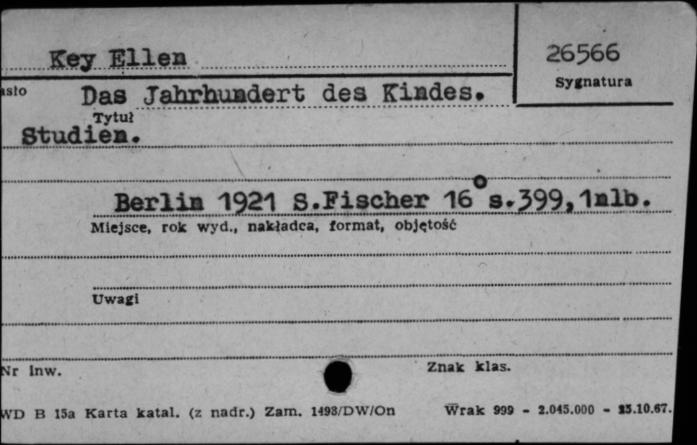 Key Ellen
26566
Sygnatura
asło
Das Jahrhundert des Kindes.
Tytuł
Studien.
Berlin 1921 S.Fischer 16° s.399,1nlb.
Miejsce, rok wyd., nakładca, format, objętość
Uwagi
Nr inw.
Znak klas.
WD B 15a Karta katal. (z nadr.) Zam. 1493/DW/On
Wrak 999 - 2.045.000 - 25.10.67.